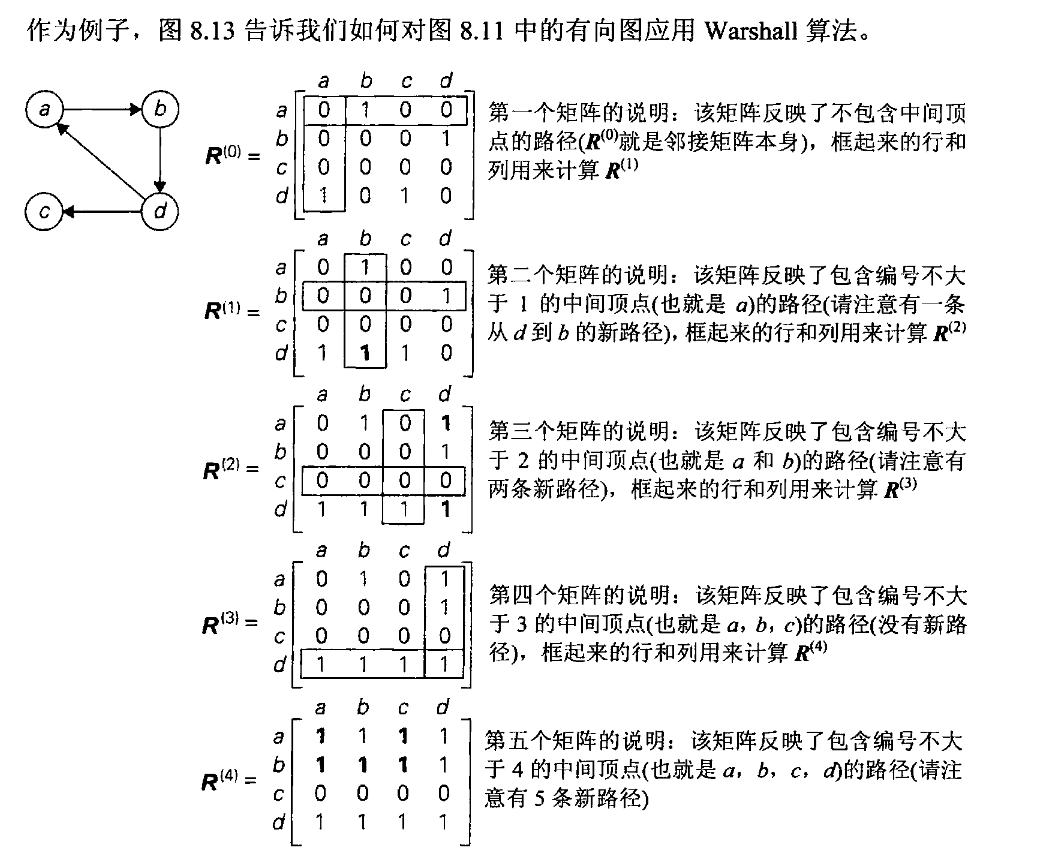 作为例子，图 8.13 告诉我们如何对图 8.11 中的有向图应用 Warshall 算法。
a b
c d
a b c d
R(0) =
a 0 1 0 0
b 0 0 0 1
c 0 0 0 0
d 1 0 1 0
第一个矩阵的说明：该矩阵反映了不包含中间顶
点的路径(R(0)就是邻接矩阵本身)，框起来的行和
列用来计算 R(1)
a b c d
R(1) =
a 0 1 0 0
b 0 0 0 1
c 0 0 0 0
d 1 1 1 0
第二个矩阵的说明：该矩阵反映了包含编号不大
于 1 的中间顶点(也就是 a)的路径(请注意有一条
从 d 到 b 的新路径)，框起来的行和列用来计算 R(2)
a b c d
R(2) =
a 0 1 0 1
b 0 0 0 1
c 0 0 0 0
d 1 1 1 1
第三个矩阵的说明：该矩阵反映了包含编号不大
于 2 的中间顶点(也就是 a 和 b)的路径(请注意有
两条新路径)，框起来的行和列用来计算 R(3)
a b c d
R(3) =
a 0 1 0 1
b 0 0 0 1
c 0 0 0 0
d 1 1 1 1
第四个矩阵的说明：该矩阵反映了包含编号不大
于 3 的中间顶点(也就是 a，b，c)的路径(没有新路
径)，框起来的行和列用来计算 R(4)
a b c d
R(4) =
a 1 1 1 1
b 1 1 1 1
c 0 0 0 0
d 1 1 1 1
第五个矩阵的说明：该矩阵反映了包含编号不大
于 4 的中间顶点(也就是 a，b，c，d)的路径(请注
意有 5 条新路径)